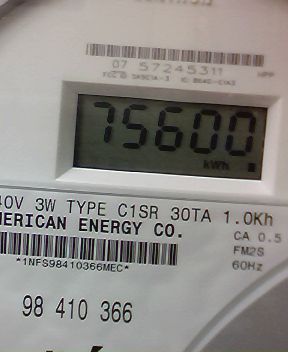 07 57245311
75600
kWh
40V 3W TYPE C1SR 30TA 1.0Kh
MERICAN ENERGY CO.
CA 0.5
FM2S
60Hz
*1NFS98410366MEC*
98 410 366